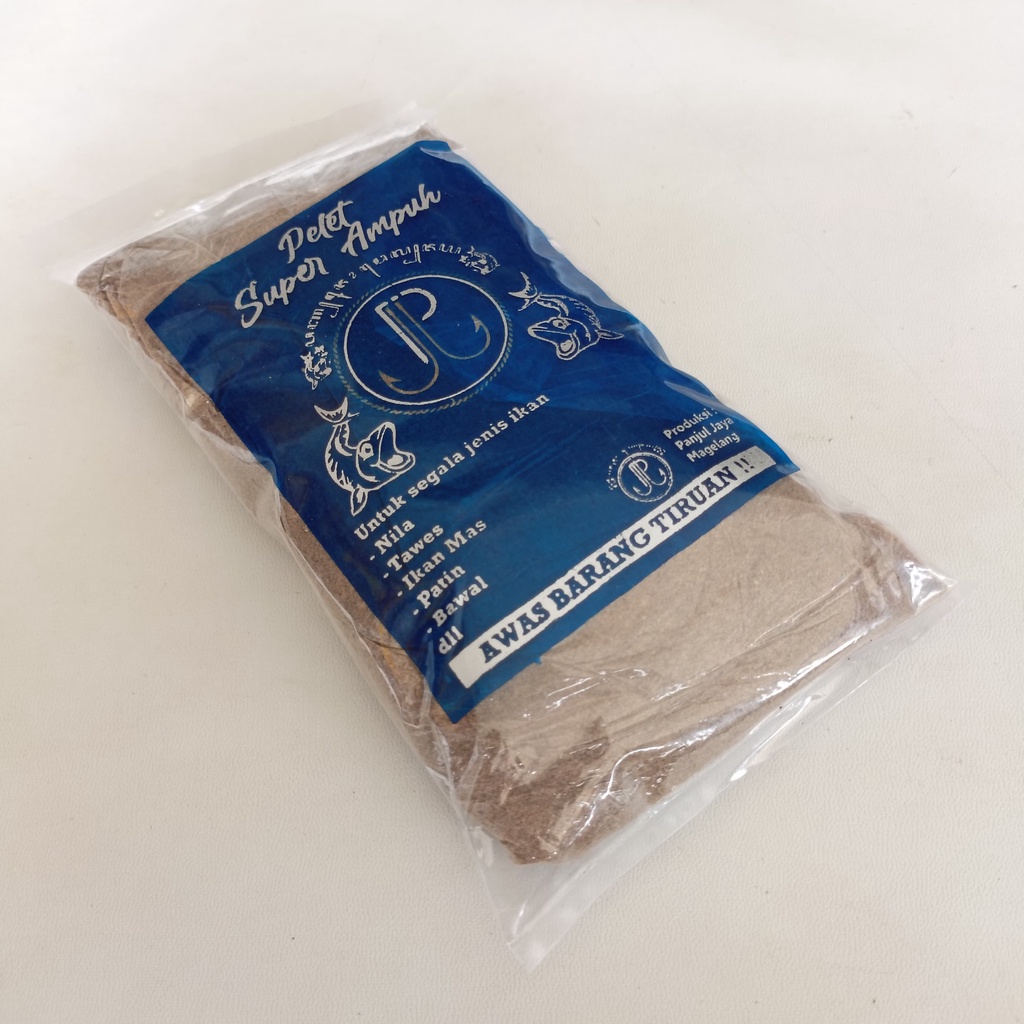 Pelet
Super Ampuh
JP
Untuk segala jenis ikan
- Nila
- Tawes
- Ikan Mas
- Patin
- Bawal
dll
Produksi :
Panjul Jaya
Magelang
AWAS BARANG TIRUAN !!